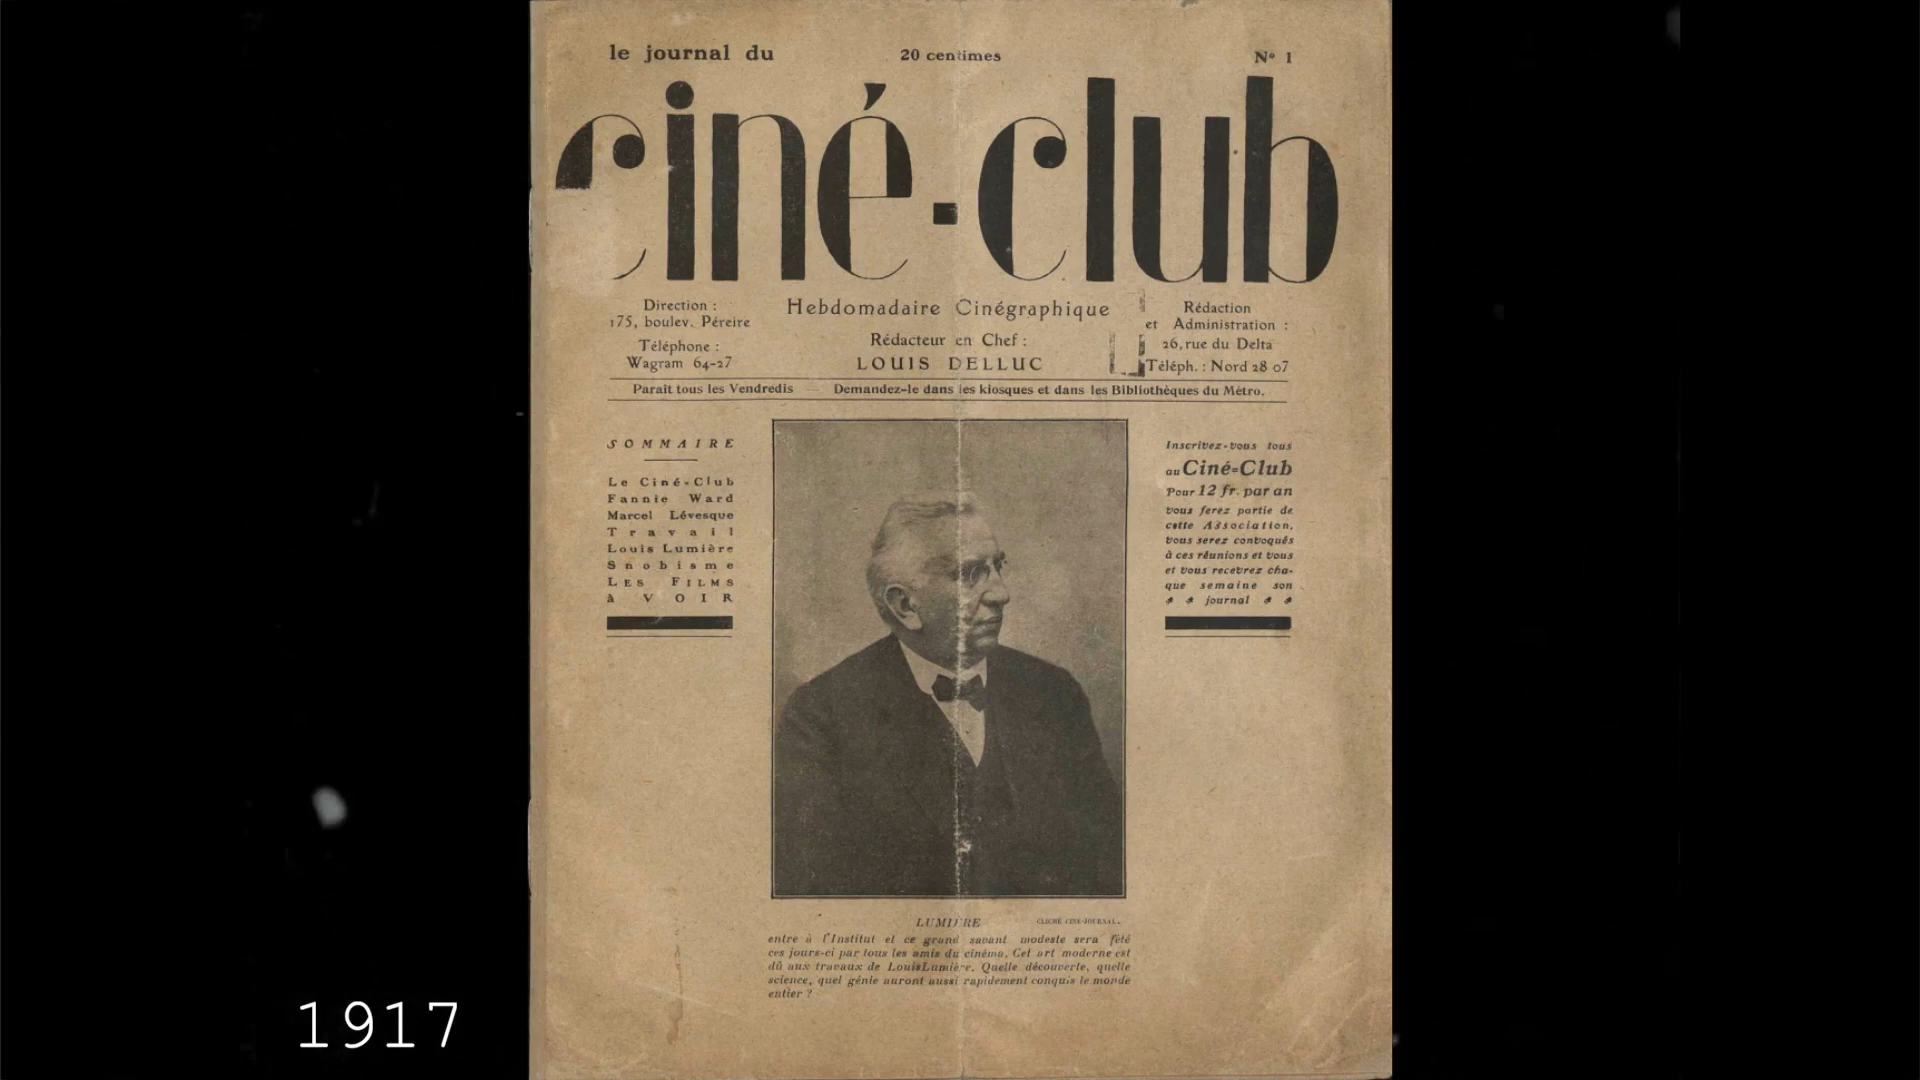 le journal du
20 centimes
Nº 1
ciné-club
Direction :
175, boulev. Péreire
Téléphone :
Wagram 64-27
Hebdomadaire Cinégraphique
Rédacteur en Chef :
LOUIS DELLUC
Rédaction
et Administration :
26, rue du Delta
Téléph. : Nord 28 07
Paraît tous les Vendredis — Demandez-le dans les kiosques et dans les Bibliothèques du Métro.
SOMMAIRE
Le Ciné-Club
Fannie Ward
Marcel Lévesque
Travail
Louis Lumière
Snobisme
LES FILMS
à VOIR
Inscrivez-vous tous
au Ciné-Club
Pour 12 fr. par an
vous ferez partie de
cette Association,
vous serez convoqués
à ces réunions et vous
et vous recevrez cha-
que semaine son
journal
LUMIÈRE
CLICHÉ CINÉ-JOURNAL.
entre à l'Institut et ce grand savant modeste sera fêté
ces jours-ci par tous les amis du cinéma. Cet art moderne est
dû aux travaux de Louis Lumière. Quelle découverte, quelle
science, quel génie auront aussi rapidement conquis le monde
entier ?
1917